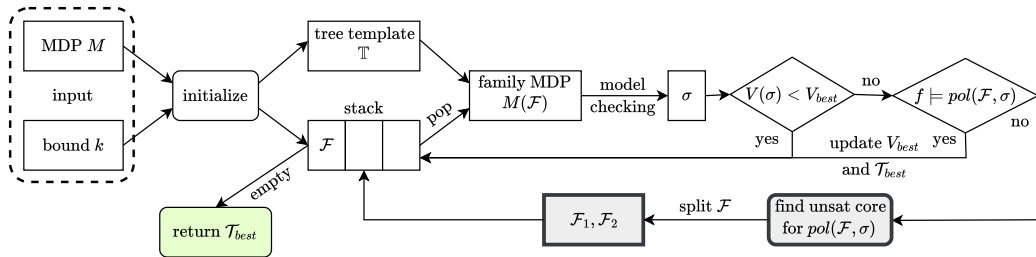 MDP M
input
bound k
initialize
tree template
𝕋
stack
ℱ
pop
empty
return 𝒯_best
family MDP
M(ℱ)
model
checking
σ
V(σ) < V_best
no
yes
f ⊨ pol(ℱ, σ)
no
yes
update V_best
and 𝒯_best
find unsat core
for pol(ℱ, σ)
split ℱ
ℱ₁, ℱ₂